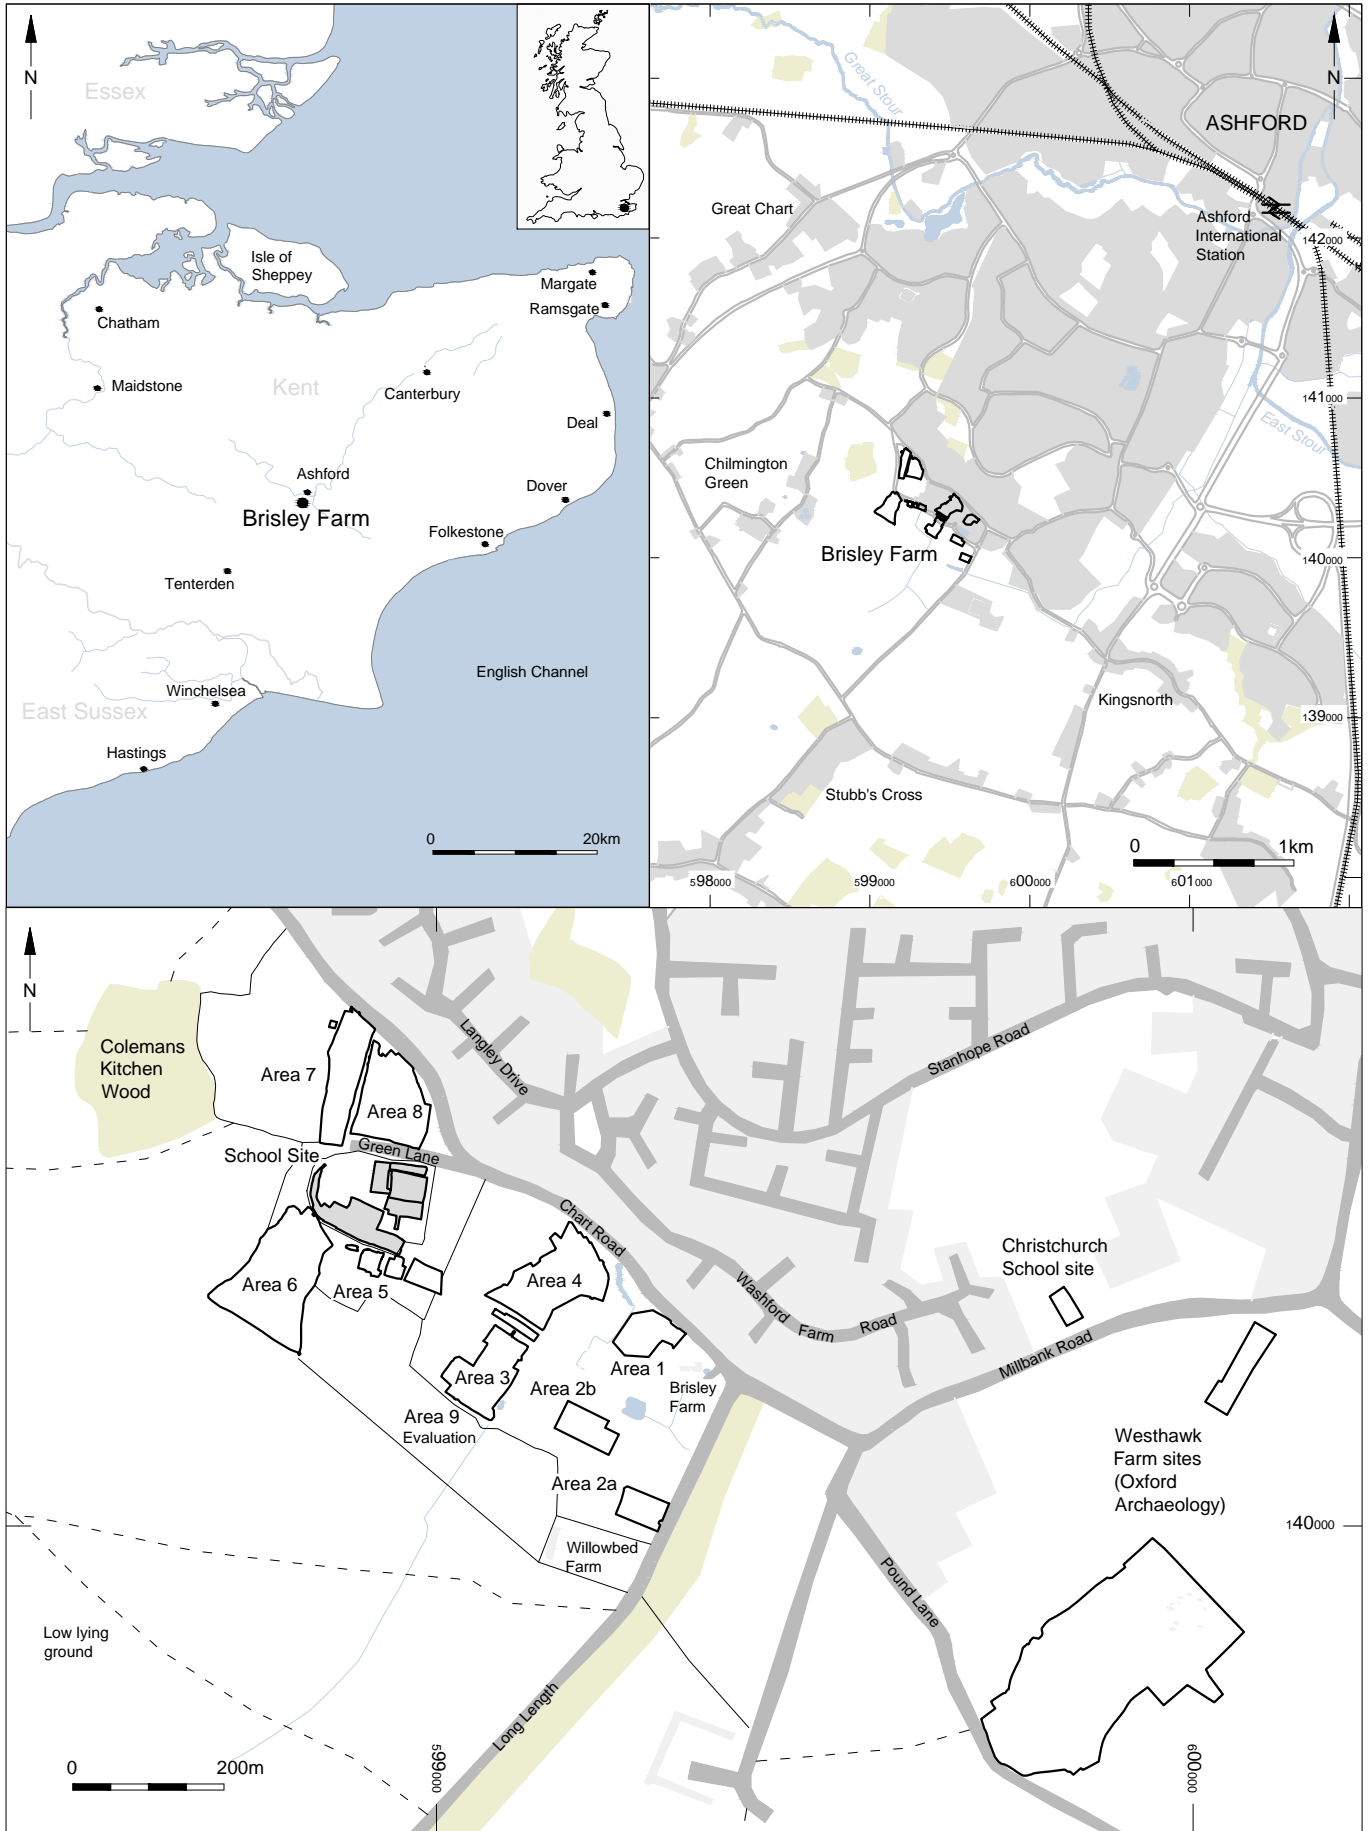 N
Essex
Isle of
Sheppey
Margate
Ramsgate
Chatham
Maidstone
Kent
Canterbury
Deal
Ashford
Brisley Farm
Dover
Folkestone
Tenterden
English Channel
Winchelsea
East Sussex
Hastings
0 20km
N
Great Stour
ASHFORD
Great Chart
Ashford
International
Station
142000
141000
East Stour
Chilmington
Green
Brisley Farm
140000
Kingsnorth
139000
Stubb's Cross
0 1km
598000 599000 600000 601000
N
Colemans
Kitchen
Wood
Area 7
Area 8
Langley Drive
Stanhope Road
School Site
Green Lane
Chart Road
Area 6
Area 5
Area 4
Christchurch
School site
Washford Farm Road
Millbank Road
Area 1
Area 3
Area 2b
Brisley
Farm
Area 9
Evaluation
Westhawk
Farm sites
(Oxford
Archaeology)
Area 2a
140000
Willowbed
Farm
Pound Lane
Low lying
ground
Long Length
0 200m
599000
600000